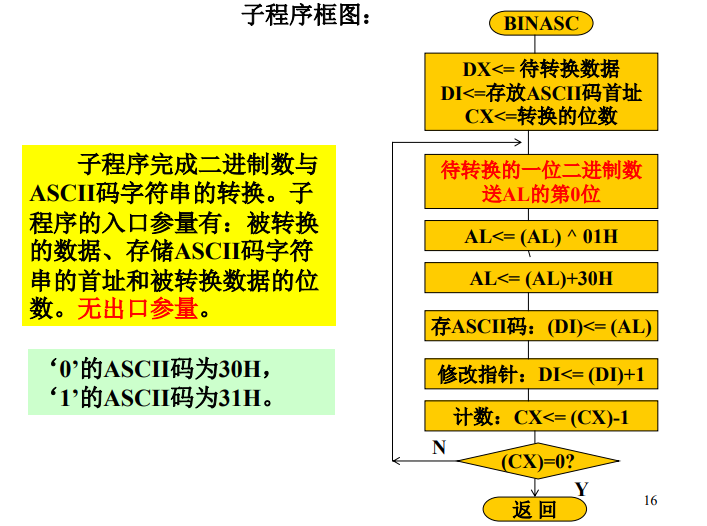 子程序框图：
BINASC
DX<= 待转换数据
DI<=存放ASCII码首址
CX<=转换的位数
待转换的一位二进制数
送AL的第0位
AL<= (AL) ^ 01H
AL<= (AL)+30H
存ASCII码：(DI)<= (AL)
修改指针：DI<= (DI)+1
计数：CX<= (CX)-1
N
(CX)=0?
Y
返 回
子程序完成二进制数与
ASCII码字符串的转换。子
程序的入口参量有：被转换
的数据、存储ASCII码字符
串的首址和被转换数据的位
数。无出口参量。
‘0’的ASCII码为30H，
‘1’的ASCII码为31H。
16